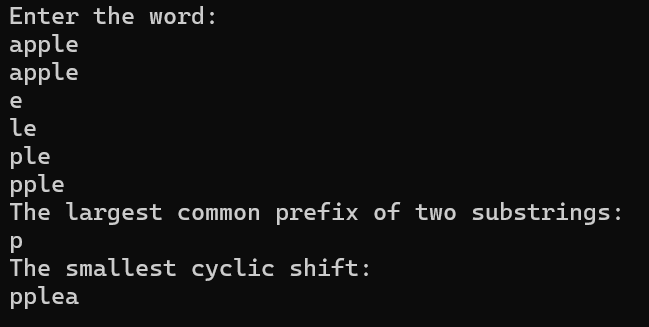 Enter the word:
apple
apple
e
le
ple
pple
The largest common prefix of two substrings:
p
The smallest cyclic shift:
pplea